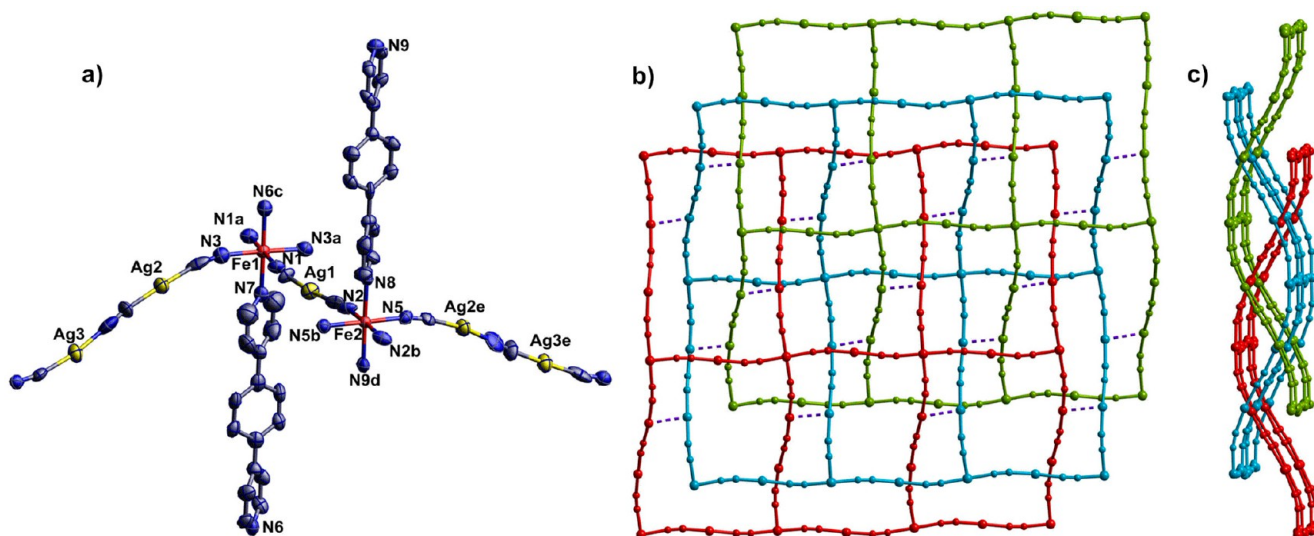 a)
N9
N6c
N1a
N3
N3a
Fe1
N1
Ag2
Ag1
N8
N7
N2
N5
Ag2e
Ag3
N5b
Fe2
N2b
Ag3e
N9d
N6
b)
c)